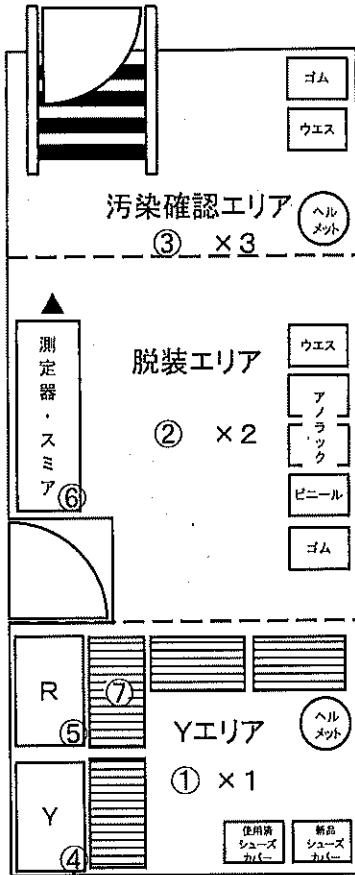 ゴム
ウエス
汚染確認エリア
ヘル
メット
③ ×3
▲
測定器・スミア
⑥
脱装エリア
② ×2
ウエス
アノラック
ビニール
ゴム
R
⑤
⑦
Yエリア
ヘル
メット
① ×1
Y
④
使用済
シューズ
カバー
新品
シューズ
カバー